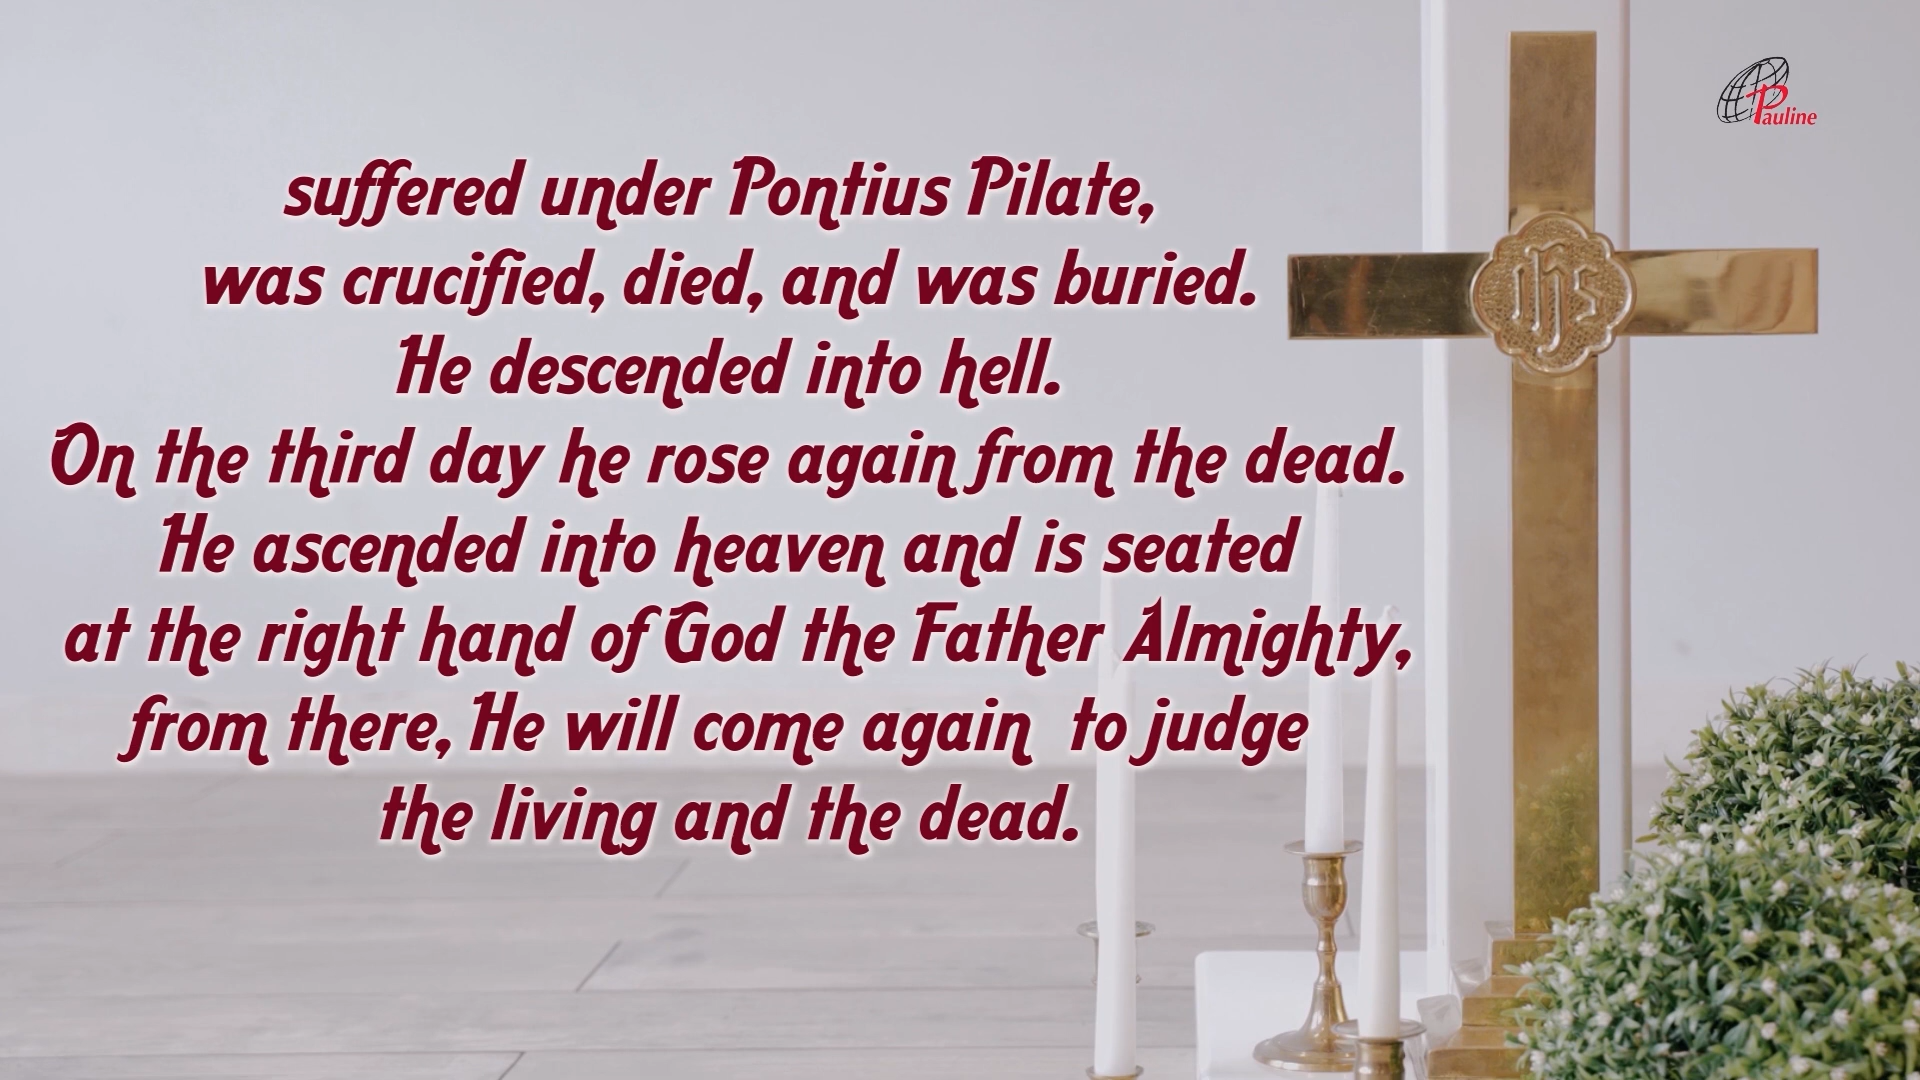 Pauline
suffered under Pontius Pilate,
was crucified, died, and was buried.
He descended into hell.
On the third day he rose again from the dead.
He ascended into heaven and is seated
at the right hand of God the Father Almighty,
from there, He will come again to judge
the living and the dead.
ihs